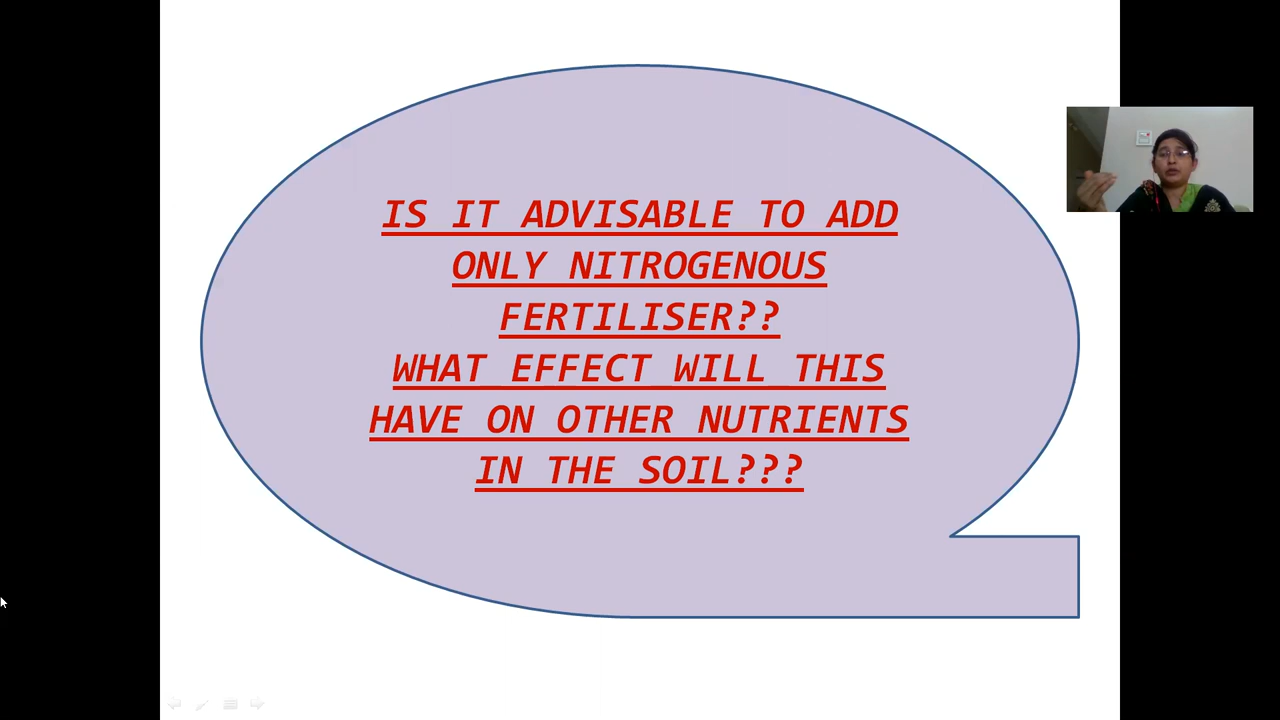 IS IT ADVISABLE TO ADD
ONLY NITROGENOUS
FERTILISER??
WHAT EFFECT WILL THIS
HAVE ON OTHER NUTRIENTS
IN THE SOIL???